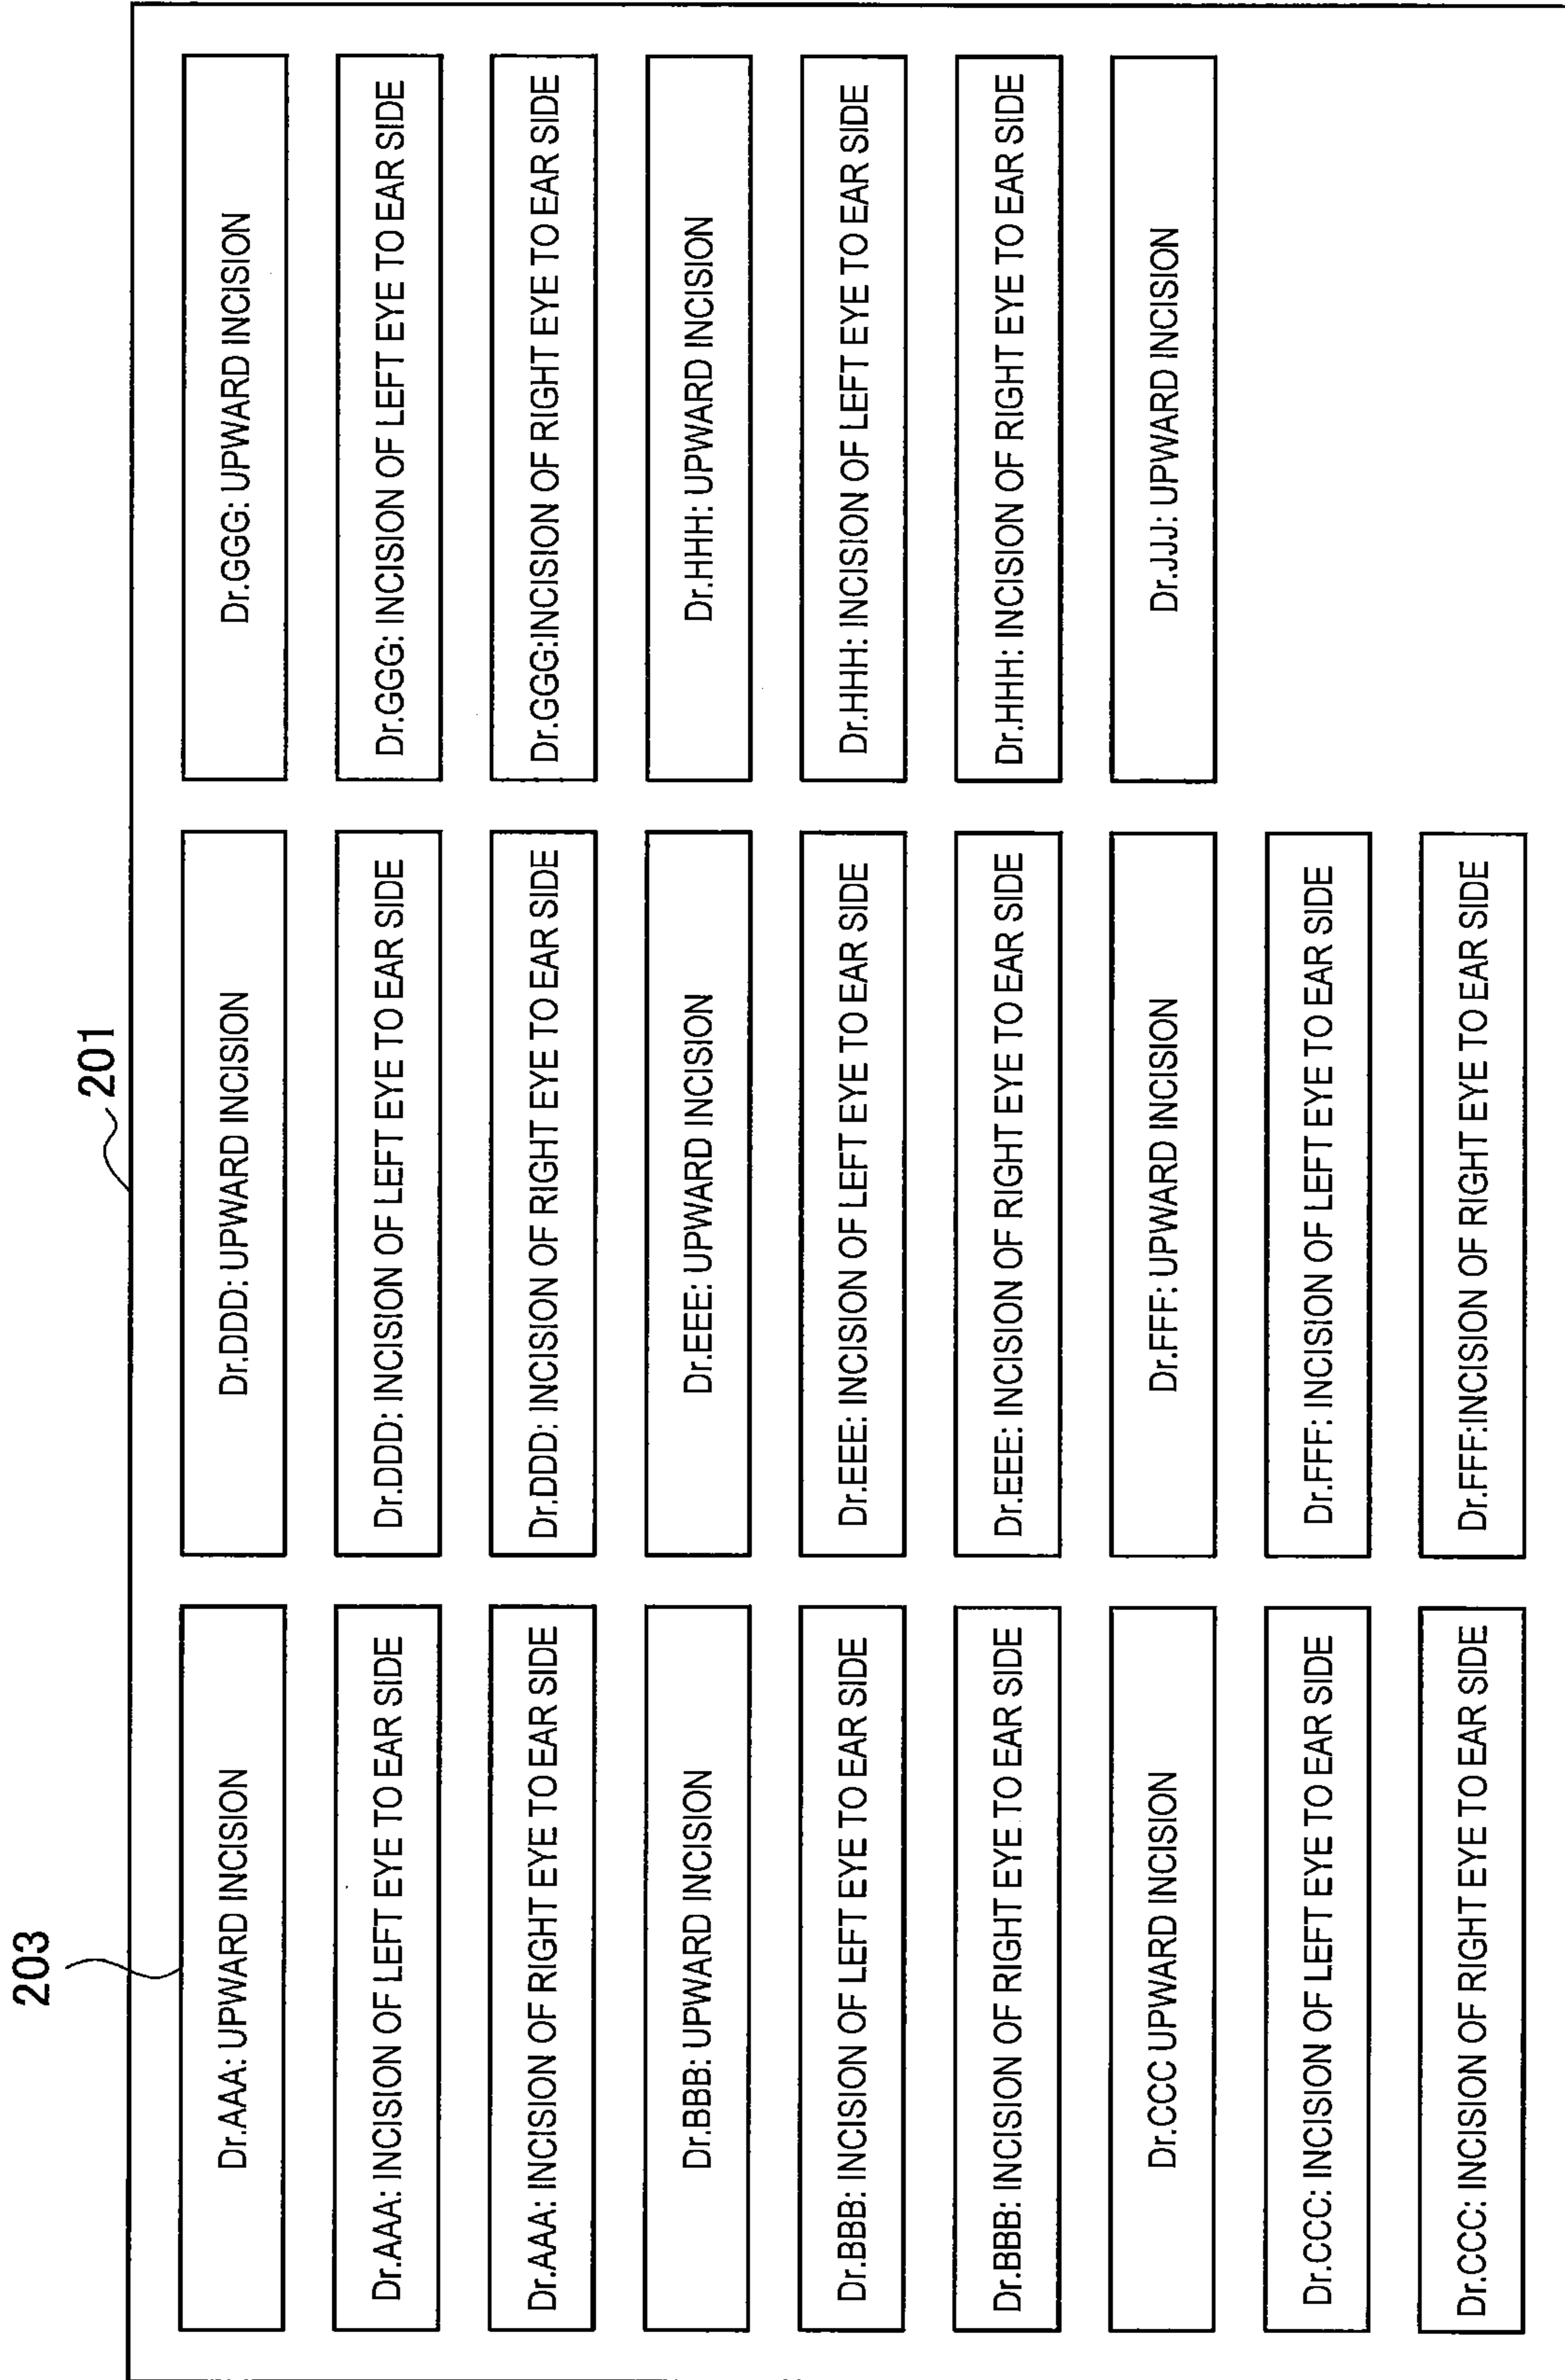 201
203
Dr.AAA: UPWARD INCISION
Dr.AAA: INCISION OF LEFT EYE TO EAR SIDE
Dr.AAA: INCISION OF RIGHT EYE TO EAR SIDE
Dr.BBB: UPWARD INCISION
Dr.BBB: INCISION OF LEFT EYE TO EAR SIDE
Dr.BBB: INCISION OF RIGHT EYE TO EAR SIDE
Dr.CCC UPWARD INCISION
Dr.CCC: INCISION OF LEFT EYE TO EAR SIDE
Dr.CCC: INCISION OF RIGHT EYE TO EAR SIDE
Dr.DDD: UPWARD INCISION
Dr.DDD: INCISION OF LEFT EYE TO EAR SIDE
Dr.DDD: INCISION OF RIGHT EYE TO EAR SIDE
Dr.EEE: UPWARD INCISION
Dr.EEE: INCISION OF LEFT EYE TO EAR SIDE
Dr.EEE: INCISION OF RIGHT EYE TO EAR SIDE
Dr.FFF: UPWARD INCISION
Dr.FFF: INCISION OF LEFT EYE TO EAR SIDE
Dr.FFF:INCISION OF RIGHT EYE TO EAR SIDE
Dr.GGG: UPWARD INCISION
Dr.GGG: INCISION OF LEFT EYE TO EAR SIDE
Dr.GGG:INCISION OF RIGHT EYE TO EAR SIDE
Dr.HHH: UPWARD INCISION
Dr.HHH: INCISION OF LEFT EYE TO EAR SIDE
Dr.HHH: INCISION OF RIGHT EYE TO EAR SIDE
Dr.JJJ: UPWARD INCISION